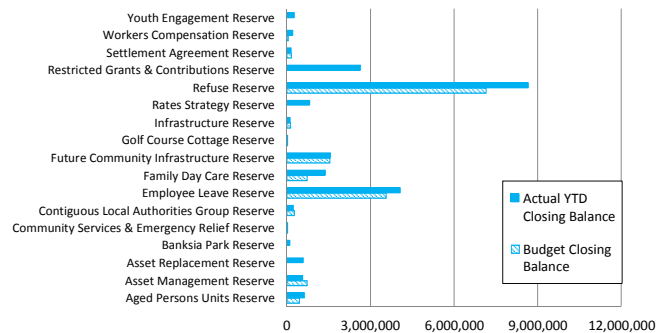 Youth Engagement Reserve
Workers Compensation Reserve
Settlement Agreement Reserve
Restricted Grants & Contributions Reserve
Refuse Reserve
Rates Strategy Reserve
Infrastructure Reserve
Golf Course Cottage Reserve
Future Community Infrastructure Reserve
Family Day Care Reserve
Employee Leave Reserve
Contiguous Local Authorities Group Reserve
Community Services & Emergency Relief Reserve
Banksia Park Reserve
Asset Replacement Reserve
Asset Management Reserve
Aged Persons Units Reserve
Actual YTD
Closing Balance
Budget Closing
Balance
0 3,000,000 6,000,000 9,000,000 12,000,000